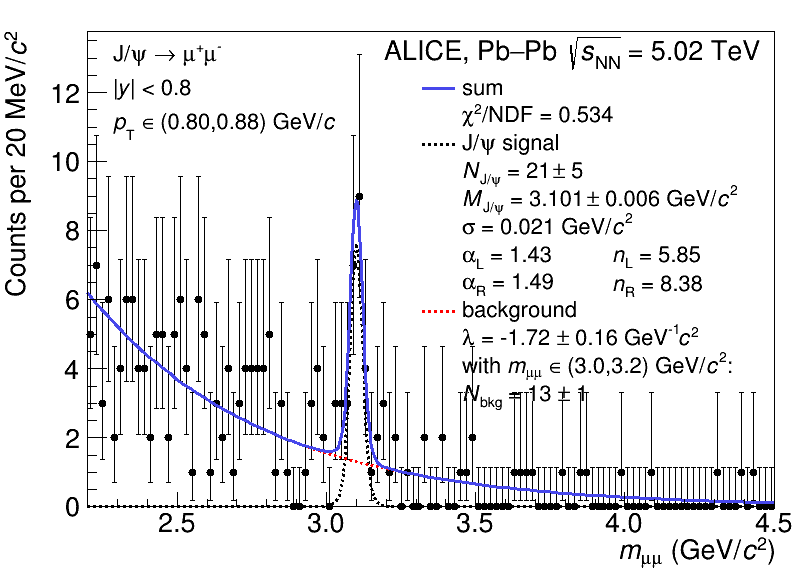 J/ψ → μ⁺μ⁻
|y| < 0.8
p_T ∈ (0.80,0.88) GeV/c
ALICE, Pb–Pb √s_NN = 5.02 TeV
sum
χ²/NDF = 0.534
J/ψ signal
N_J/ψ = 21 ± 5
M_J/ψ = 3.101 ± 0.006 GeV/c²
σ = 0.021 GeV/c²
α_L = 1.43 n_L = 5.85
α_R = 1.49 n_R = 8.38
background
λ = -1.72 ± 0.16 GeV⁻¹c²
with m_μμ ∈ (3.0,3.2) GeV/c²:
N_bkg = 13 ± 1
Counts per 20 MeV/c²
12
10
8
6
4
2
0
2.5 3.0 3.5 4.0 4.5
m_μμ (GeV/c²)